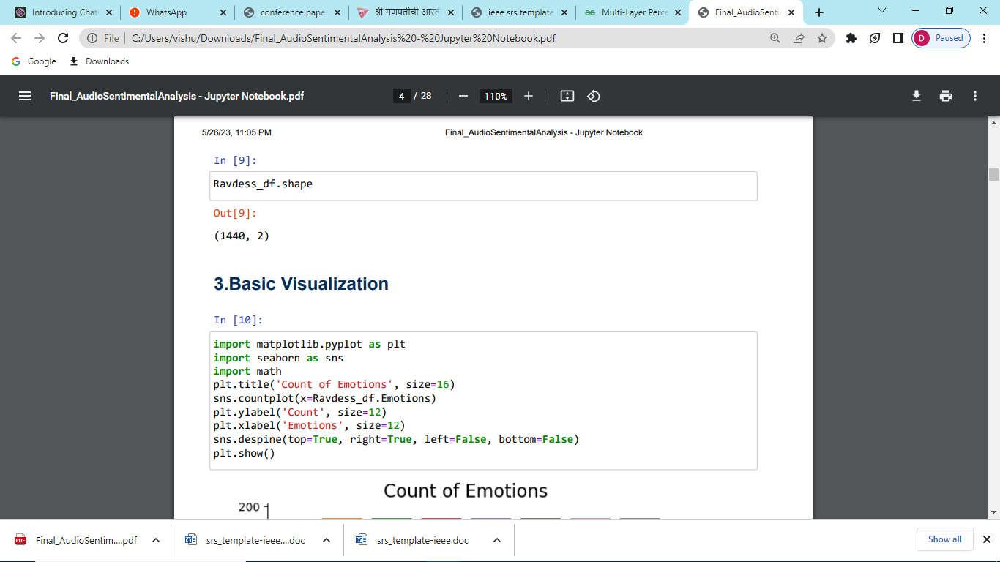 Introducing Chat
WhatsApp
conference paper
श्री गणपतीची आरती
ieee srs template
Multi-Layer Perce
Final_AudioSentin
File
C:/Users/vishu/Downloads/Final_AudioSentimentalAnalysis%20-%20Jupyter%20Notebook.pdf
D
Paused
G
Google
Downloads
Final_AudioSentimentalAnalysis - Jupyter Notebook.pdf
4 / 28
110%
5/26/23, 11:05 PM
Final_AudioSentimentalAnalysis - Jupyter Notebook
In [9]:
Ravdess_df.shape
Out[9]:
(1440, 2)
3.Basic Visualization
In [10]:
import matplotlib.pyplot as plt
import seaborn as sns
import math
plt.title('Count of Emotions', size=16)
sns.countplot(x=Ravdess_df.Emotions)
plt.ylabel('Count', size=12)
plt.xlabel('Emotions', size=12)
sns.despine(top=True, right=True, left=False, bottom=False)
plt.show()
Count of Emotions
200
PDF
Final_AudioSentim....pdf
srs_template-ieee....doc
srs_template-ieee.doc
Show all